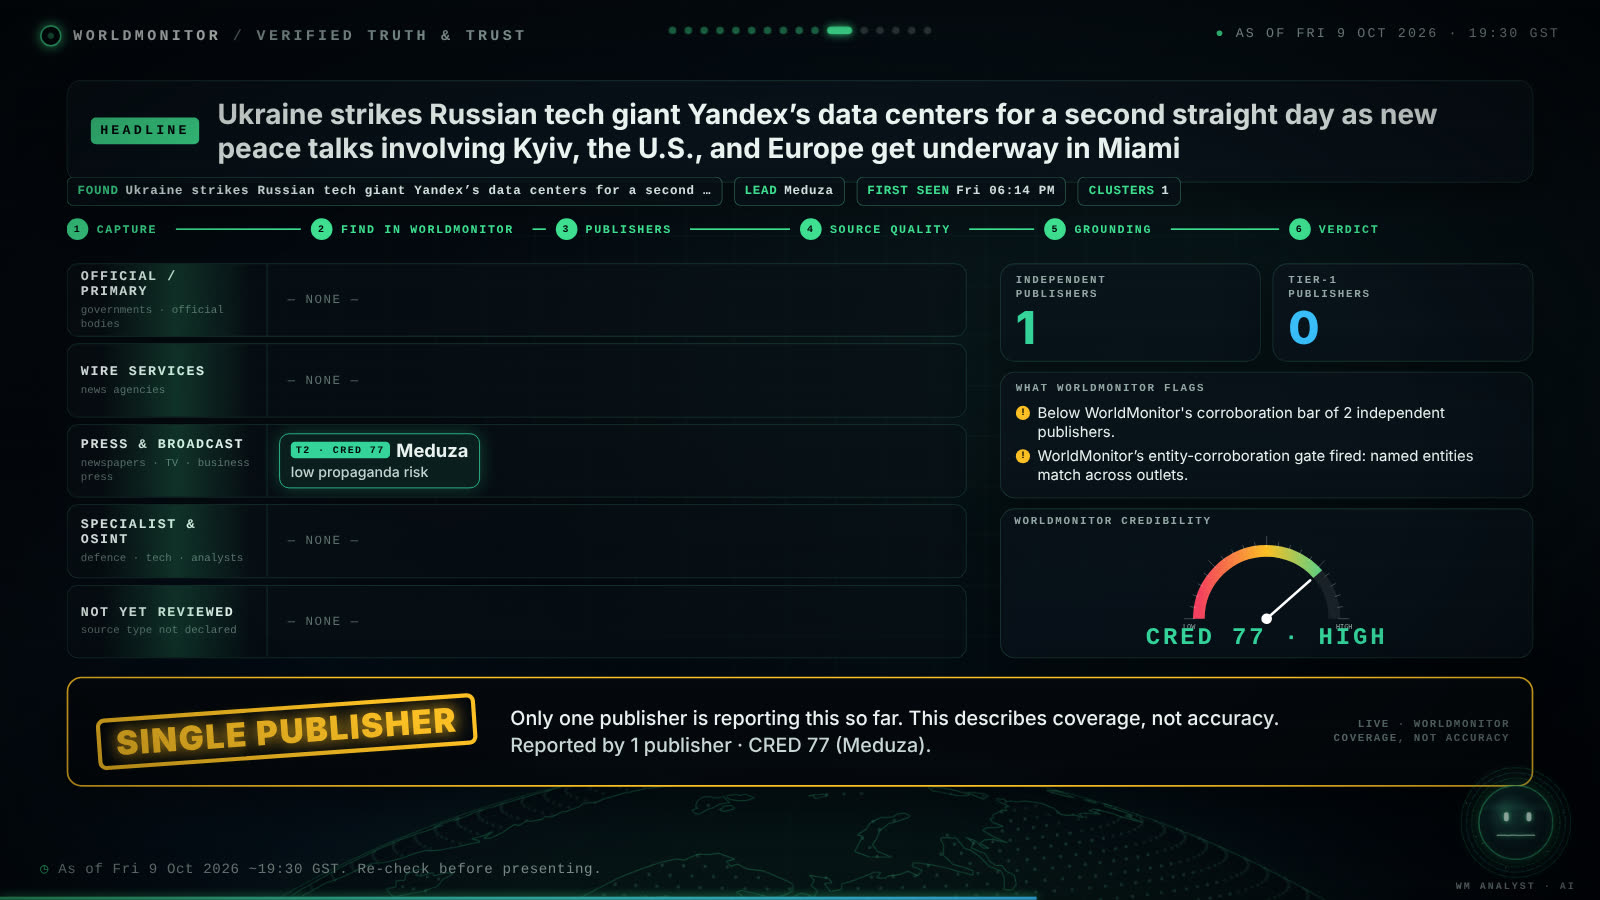 WORLDMONITOR / VERIFIED TRUTH & TRUST
AS OF FRI 9 OCT 2026 · 19:30 GST
HEADLINE
Ukraine strikes Russian tech giant Yandex’s data centers for a second straight day as new
peace talks involving Kyiv, the U.S., and Europe get underway in Miami
FOUND Ukraine strikes Russian tech giant Yandex’s data centers for a second …
LEAD Meduza
FIRST SEEN Fri 06:14 PM
CLUSTERS 1
1 CAPTURE
2 FIND IN WORLDMONITOR
3 PUBLISHERS
4 SOURCE QUALITY
5 GROUNDING
6 VERDICT
OFFICIAL /
PRIMARY
governments · official
bodies
— NONE —
WIRE SERVICES
news agencies
— NONE —
PRESS & BROADCAST
newspapers · TV · business
press
T2 · CRED 77 Meduza
low propaganda risk
SPECIALIST &
OSINT
defence · tech · analysts
— NONE —
NOT YET REVIEWED
source type not declared
— NONE —
INDEPENDENT
PUBLISHERS
1
TIER-1
PUBLISHERS
0
WHAT WORLDMONITOR FLAGS
! Below WorldMonitor's corroboration bar of 2 independent
publishers.
! WorldMonitor’s entity-corroboration gate fired: named entities
match across outlets.
WORLDMONITOR CREDIBILITY
LOW
HIGH
CRED 77 · HIGH
SINGLE PUBLISHER
Only one publisher is reporting this so far. This describes coverage, not accuracy.
Reported by 1 publisher · CRED 77 (Meduza).
LIVE · WORLDMONITOR
COVERAGE, NOT ACCURACY
As of Fri 9 Oct 2026 ~19:30 GST. Re-check before presenting.
WM ANALYST · AI